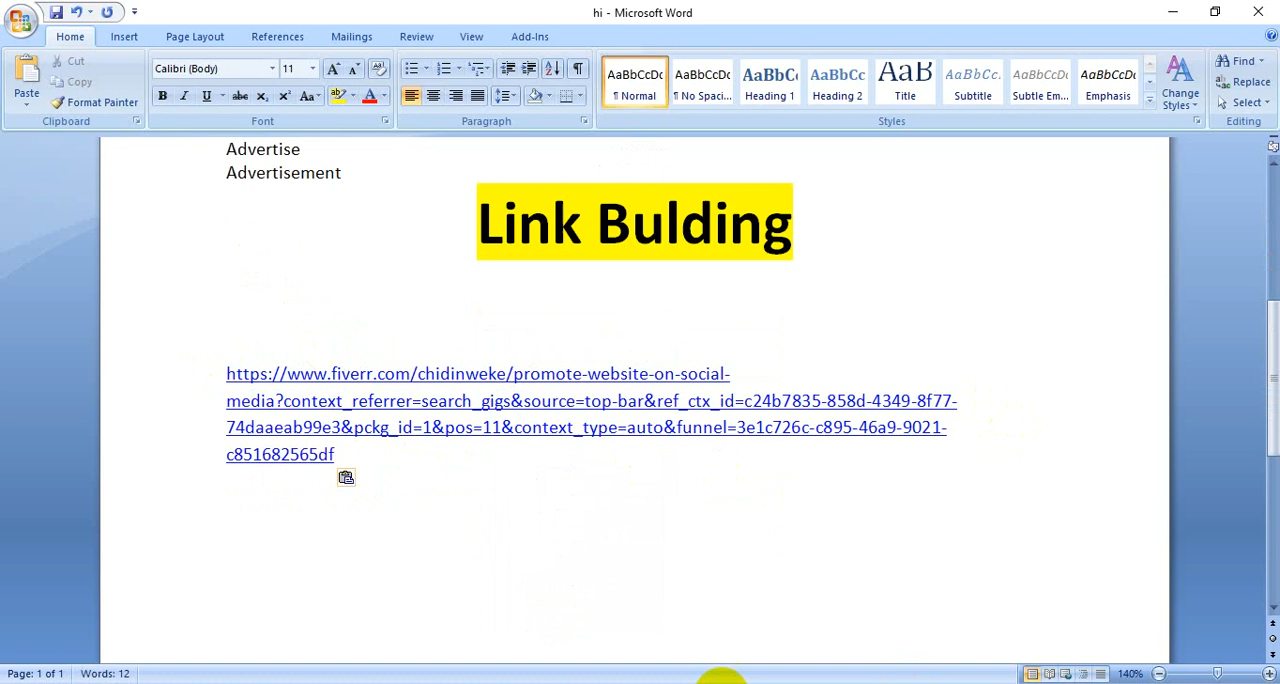 hi - Microsoft Word
Home Insert Page Layout References Mailings Review View Add-Ins
Paste
Cut
Copy
Format Painter
Clipboard
Calibri (Body) 11
Font
Paragraph
AaBbCcDc AaBbCcDc AaBbCc AaBbCc AaB AaBbCc. AaBbCcDc AaBbCcDc
¶ Normal ¶ No Spaci... Heading 1 Heading 2 Title Subtitle Subtle Em... Emphasis
Change Styles
Styles
Find
Replace
Select
Editing
Advertise
Advertisement
Link Bulding
https://www.fiverr.com/chidinweke/promote-website-on-social-
media?context_referrer=search_gigs&source=top-bar&ref_ctx_id=c24b7835-858d-4349-8f77-
74daaeab99e3&pckg_id=1&pos=11&context_type=auto&funnel=3e1c726c-c895-46a9-9021-
c851682565df
Page: 1 of 1 Words: 12 140%